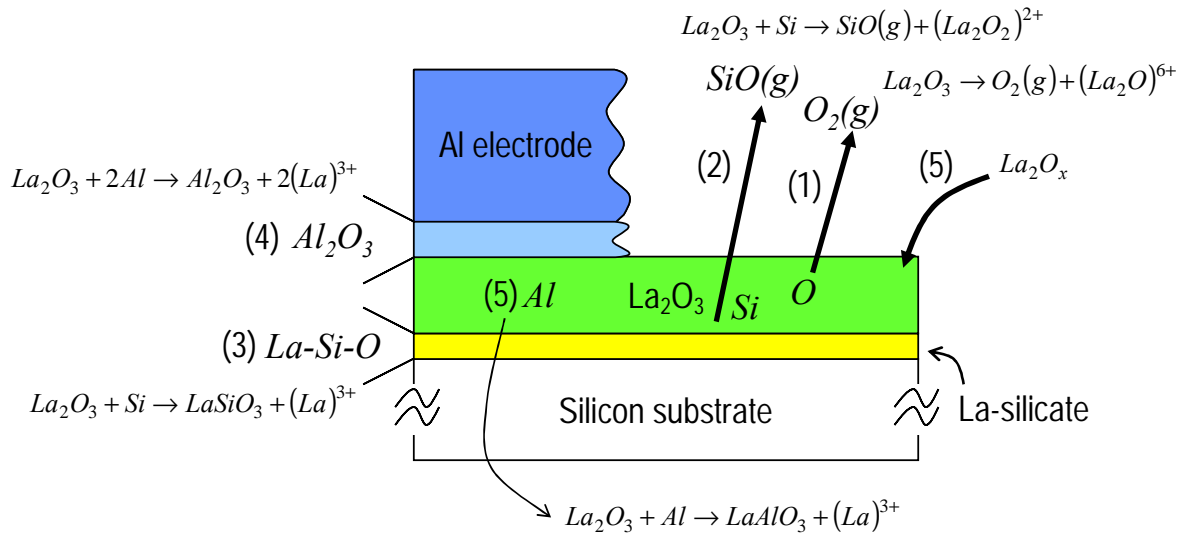 La₂O₃ + Si → SiO(g) + (La₂O₂)²⁺
SiO(g)
La₂O₃ → O₂(g) + (La₂O)⁶⁺
O₂(g)
Al electrode
(2)
(1)
(5)
La₂Oₓ
La₂O₃ + 2Al → Al₂O₃ + 2(La)³⁺
(4) Al₂O₃
(5) Al
La₂O₃
Si
O
(3) La-Si-O
La₂O₃ + Si → LaSiO₃ + (La)³⁺
Silicon substrate
La-silicate
La₂O₃ + Al → LaAlO₃ + (La)³⁺